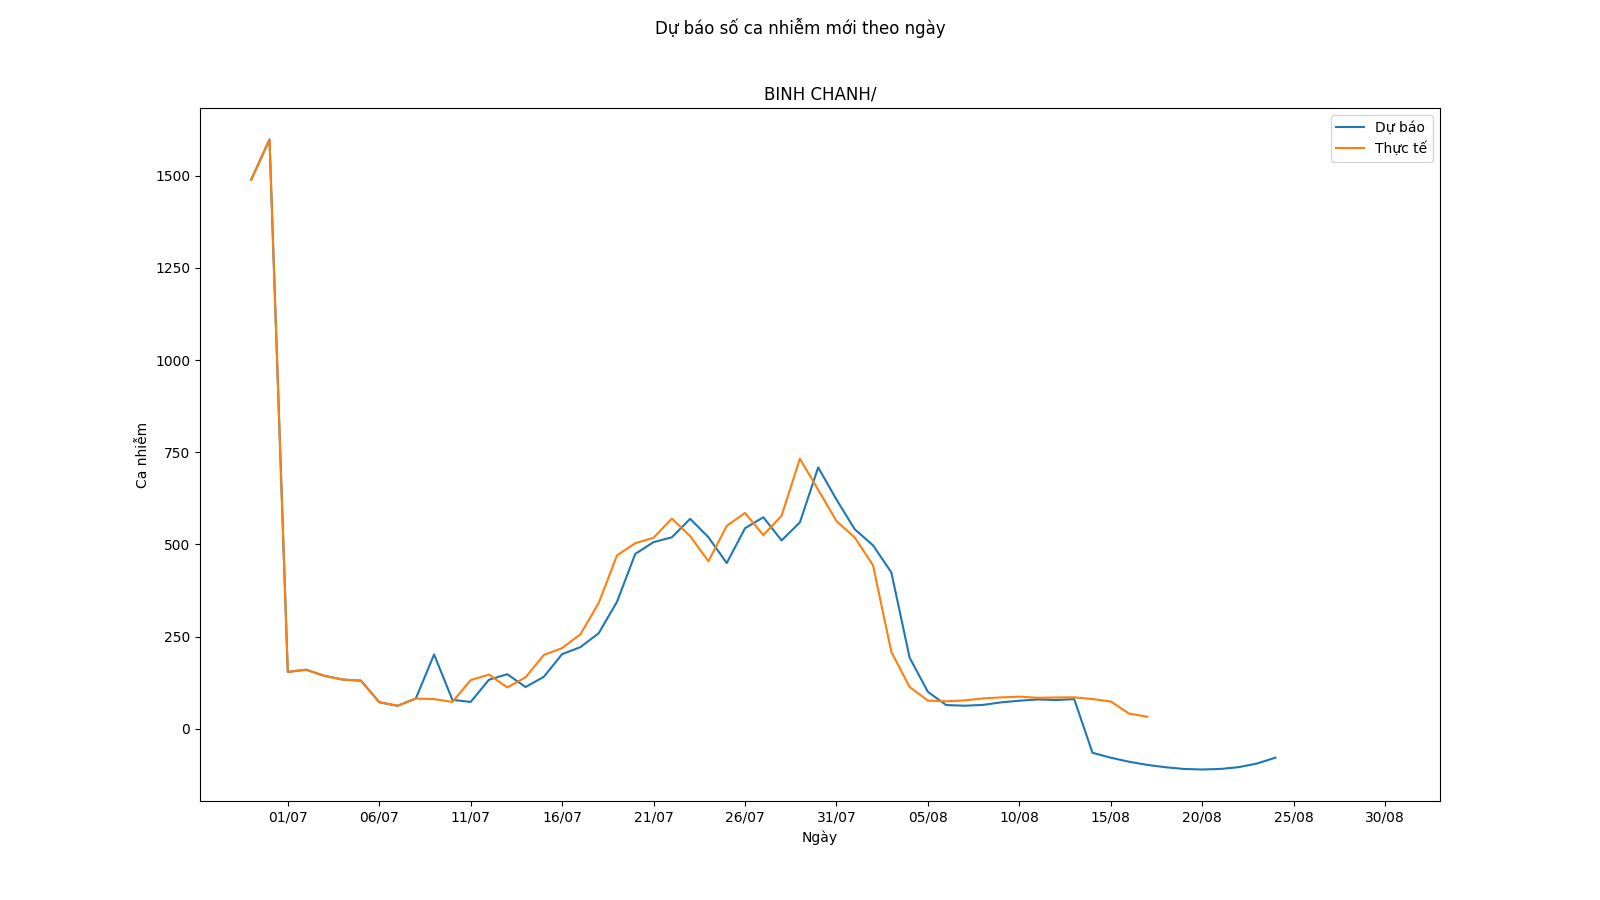 Dự báo số ca nhiễm mới theo ngày
BINH CHANH/
Dự báo
Thực tế
1500
1250
1000
750
500
250
0
Ca nhiễm
01/07 06/07 11/07 16/07 21/07 26/07 31/07 05/08 10/08 15/08 20/08 25/08 30/08
Ngày